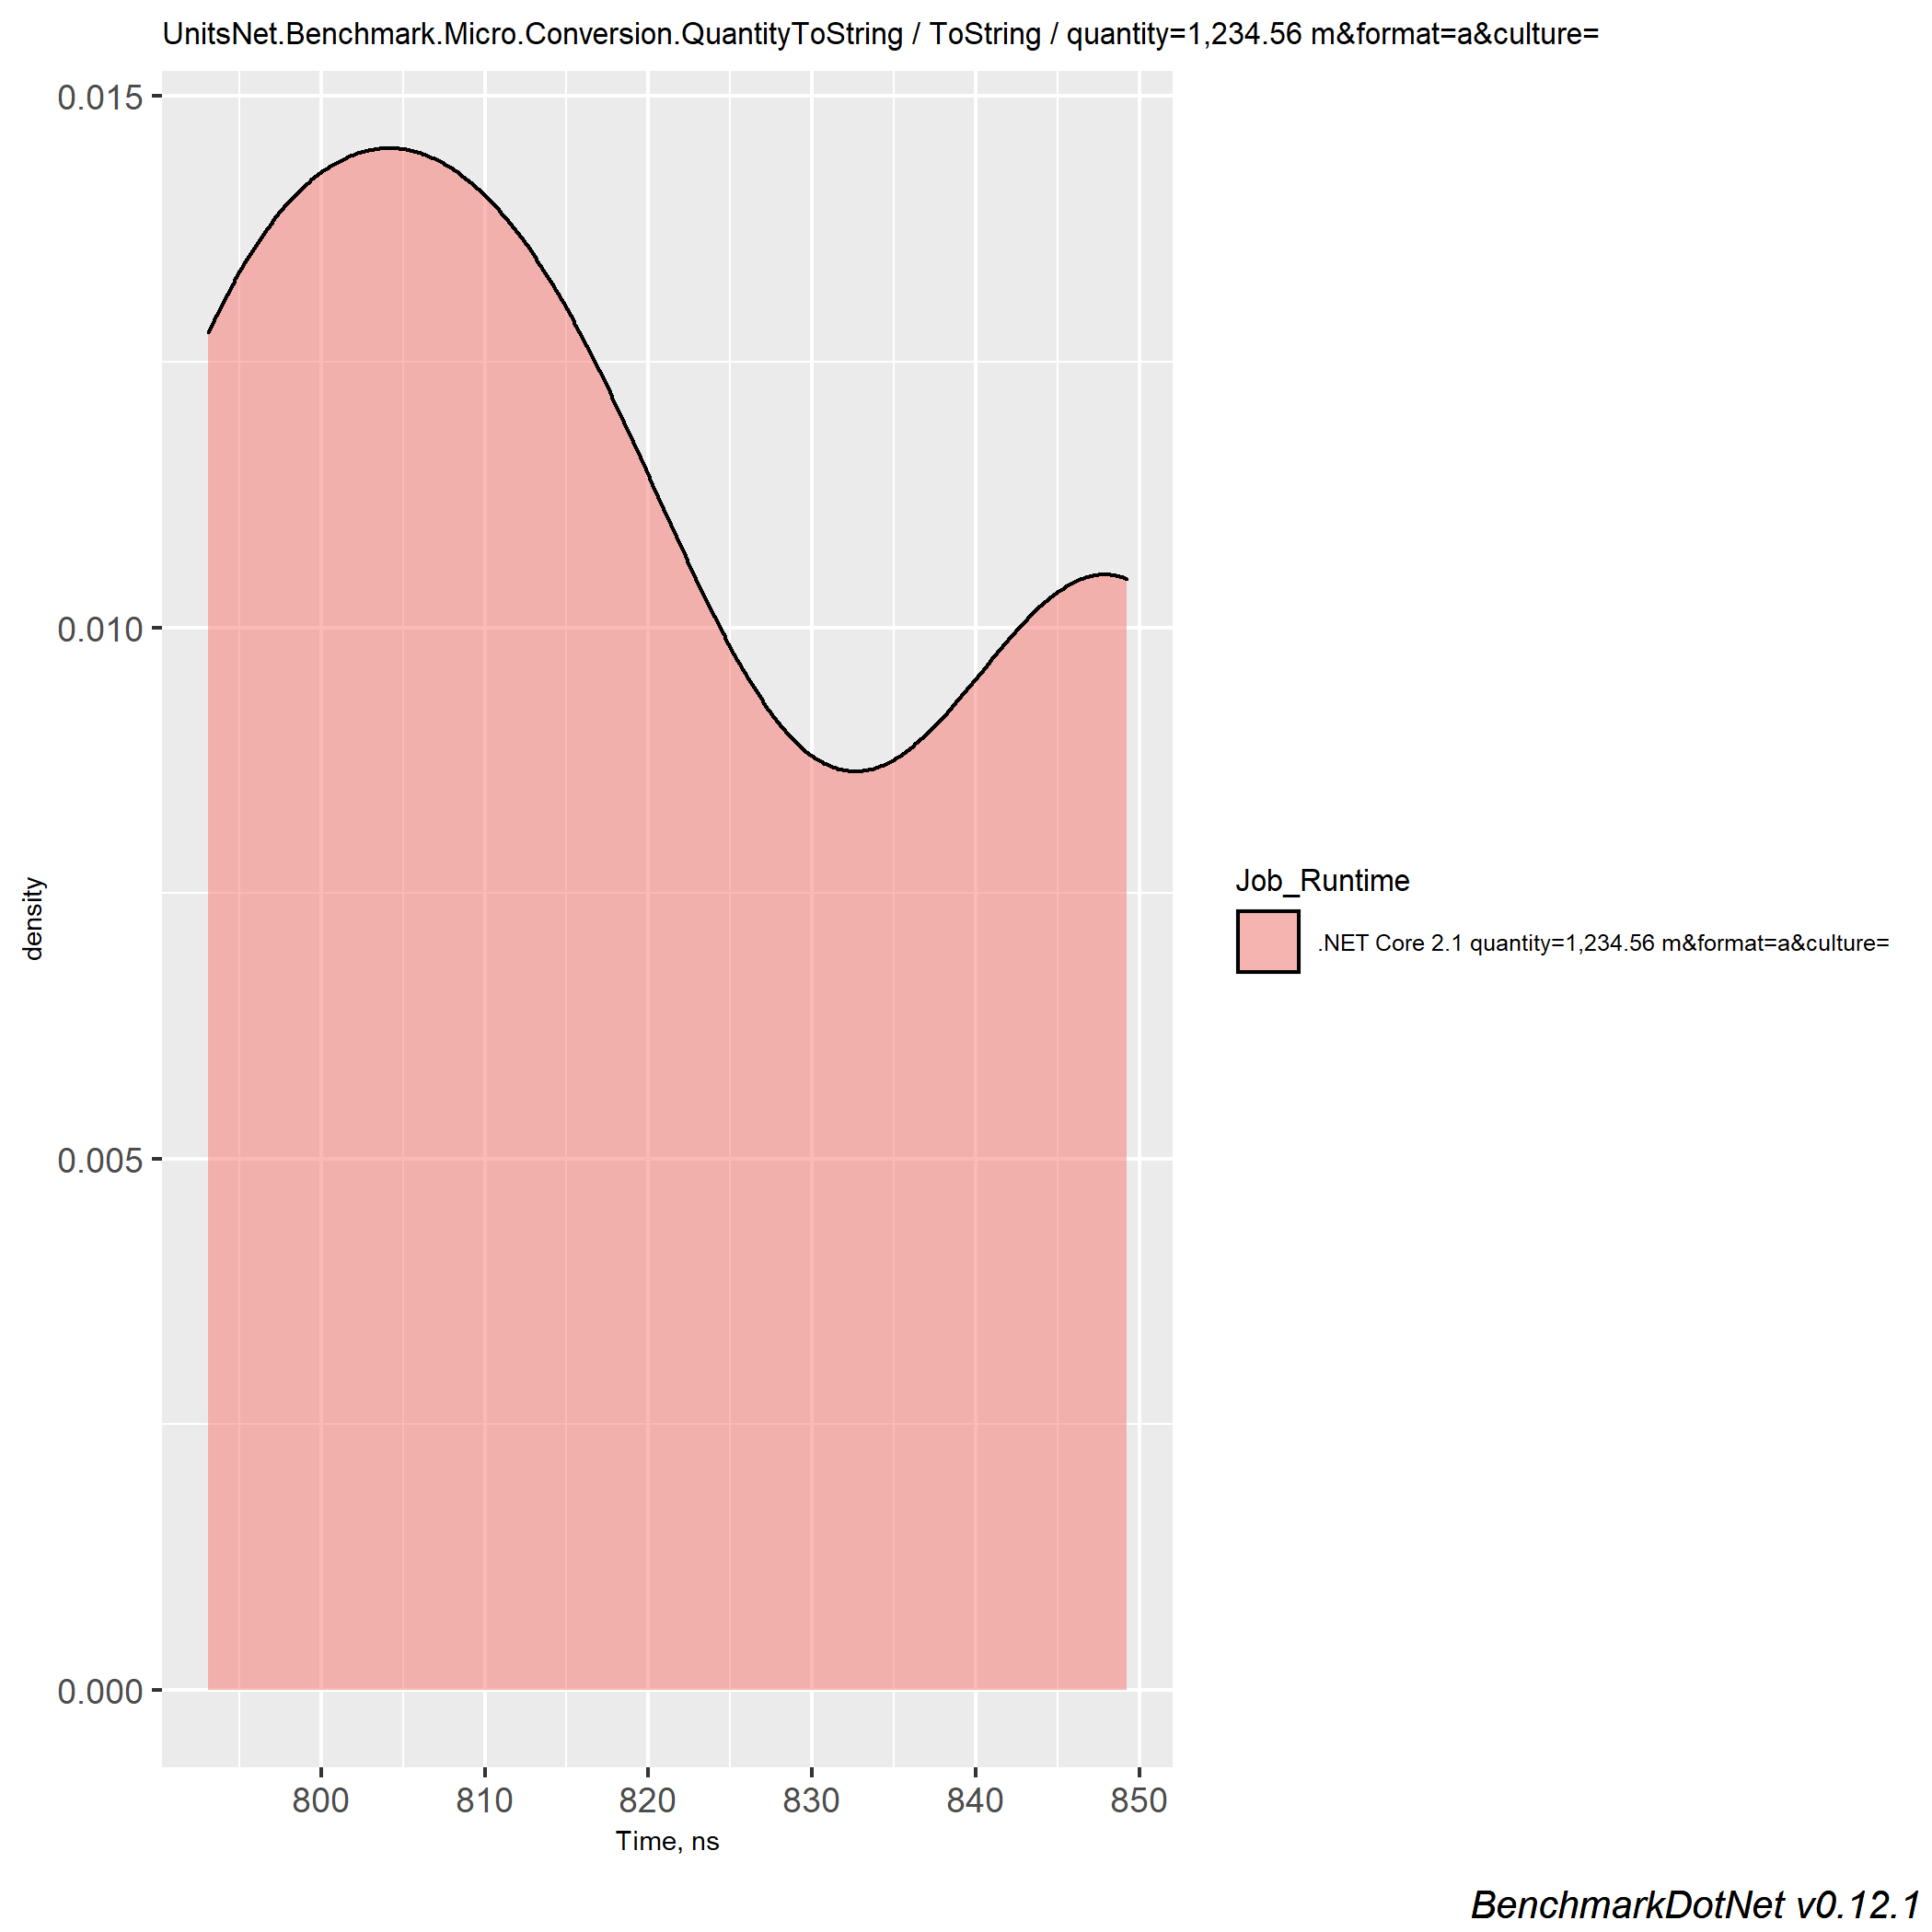 UnitsNet.Benchmark.Micro.Conversion.QuantityToString / ToString / quantity=1,234.56 m&format=a&culture=
0.015
0.010
0.005
0.000
density
800 810 820 830 840 850
Time, ns
Job_Runtime
.NET Core 2.1 quantity=1,234.56 m&format=a&culture=
BenchmarkDotNet v0.12.1